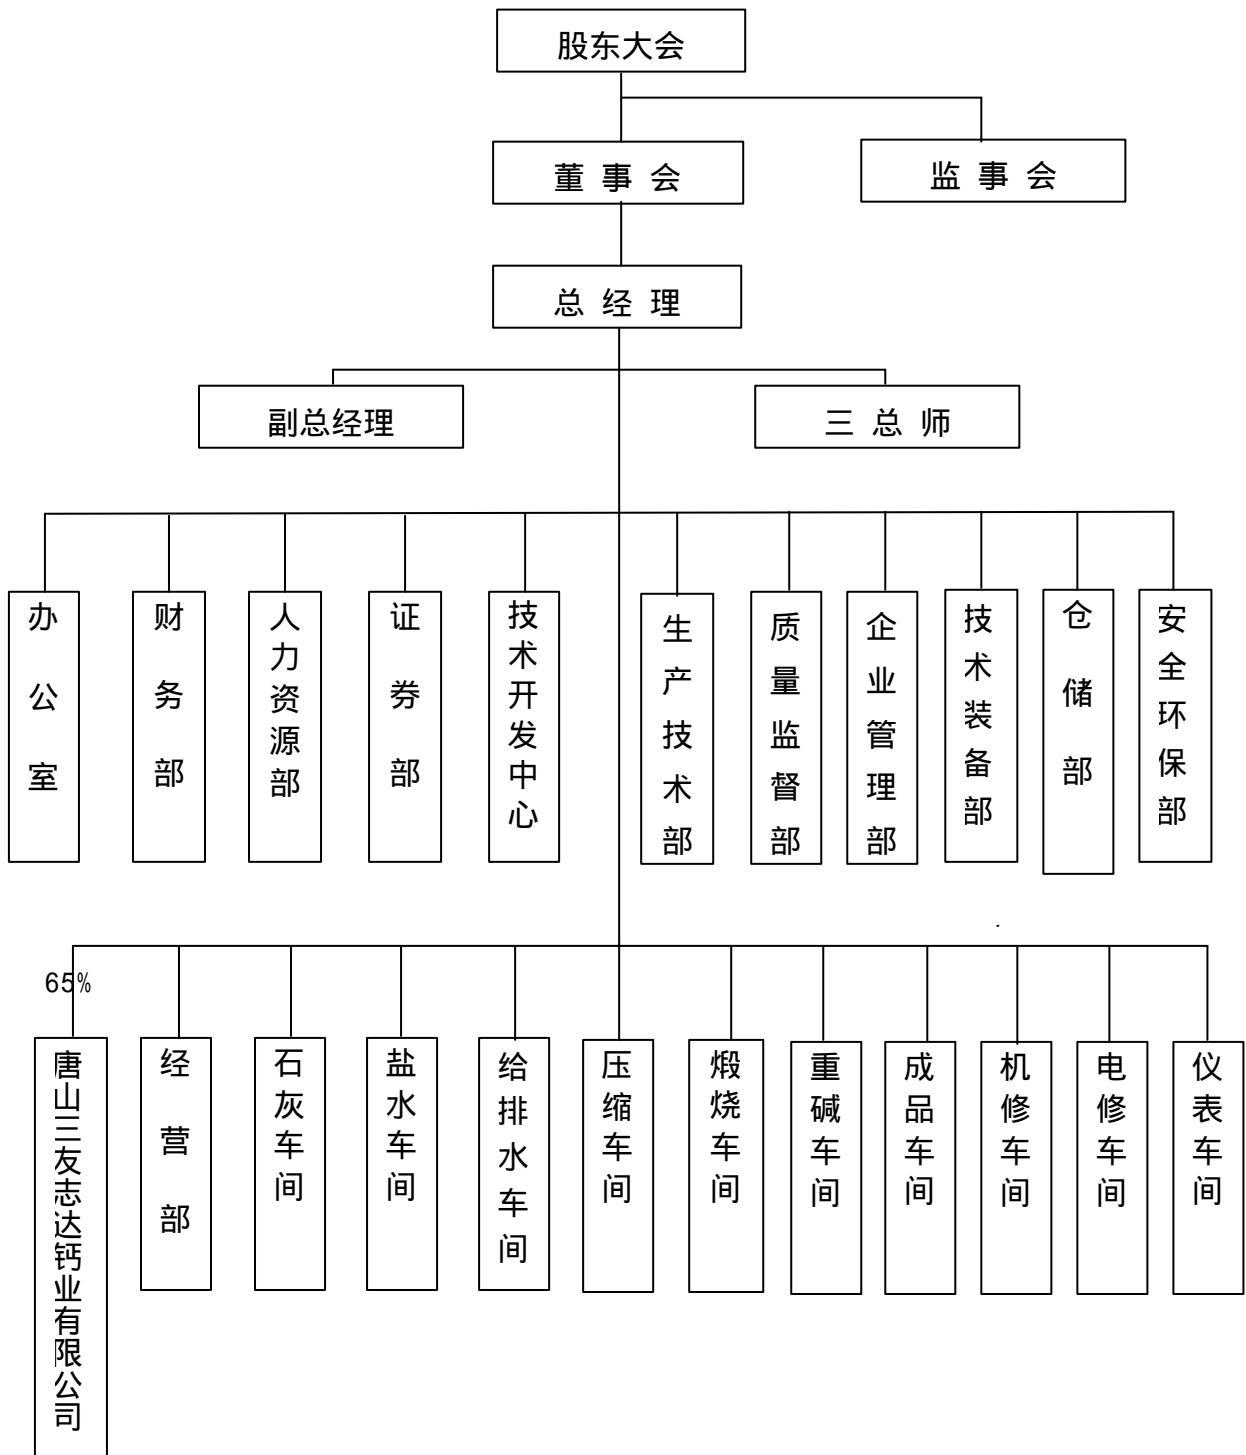 股东大会
董 事 会
监 事 会
总 经 理
副总经理
三 总 师
办公室
财务部
人力资源部
证券部
技术开发中心
生产技术部
质量监督部
企业管理部
技术装备部
仓储部
安全环保部
65%
唐山三友志达钙业有限公司
经营部
石灰车间
盐水车间
给排水车间
压缩车间
煅烧车间
重碱车间
成品车间
机修车间
电修车间
仪表车间